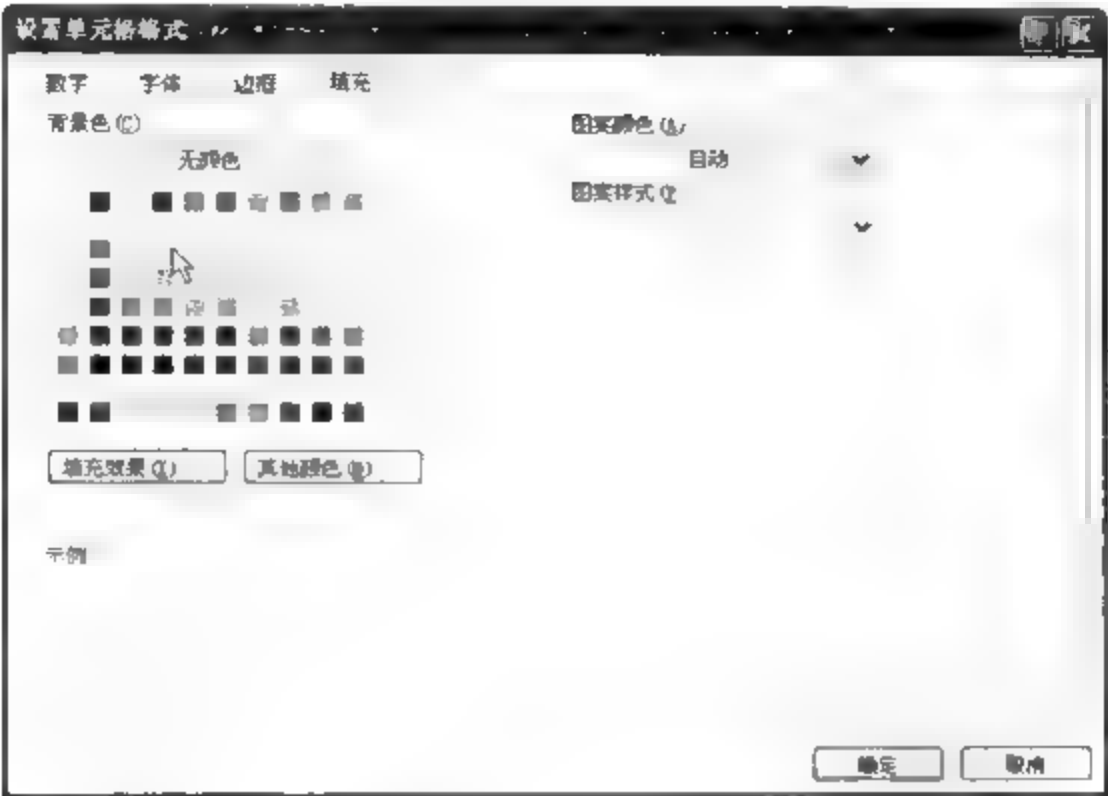 设置单元格格式
数字 字体 边框 填充
背景色(C)
无颜色
图案颜色(A)
自动
图案样式(P)
填充效果(I) 其他颜色(M)
示例
确定 取消